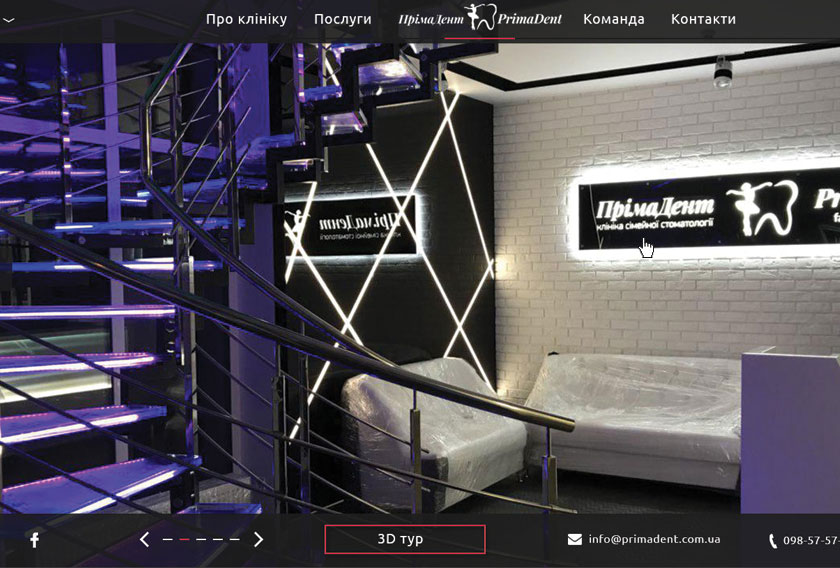 Про клініку Послуги ПрімаДент PrimaDent Команда Контакти
ПрімаДент
клініка сімейної стоматології
Pr
ПрімаДент
клініка сімейної стоматології
3D тур
info@primadent.com.ua
098-57-57-